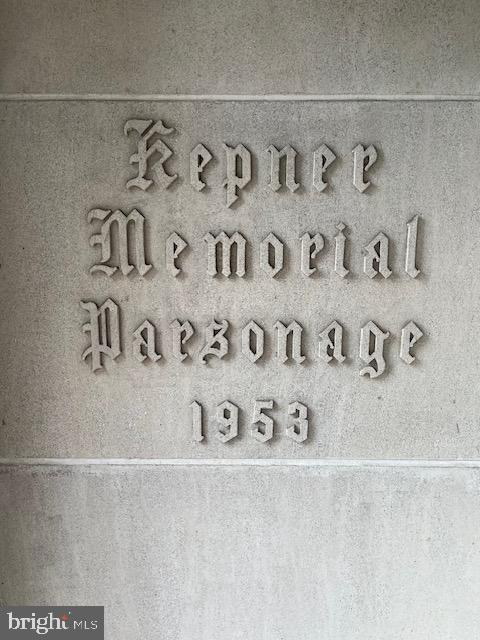 Kepner
Memorial
Parsonage
1953
bright MLS